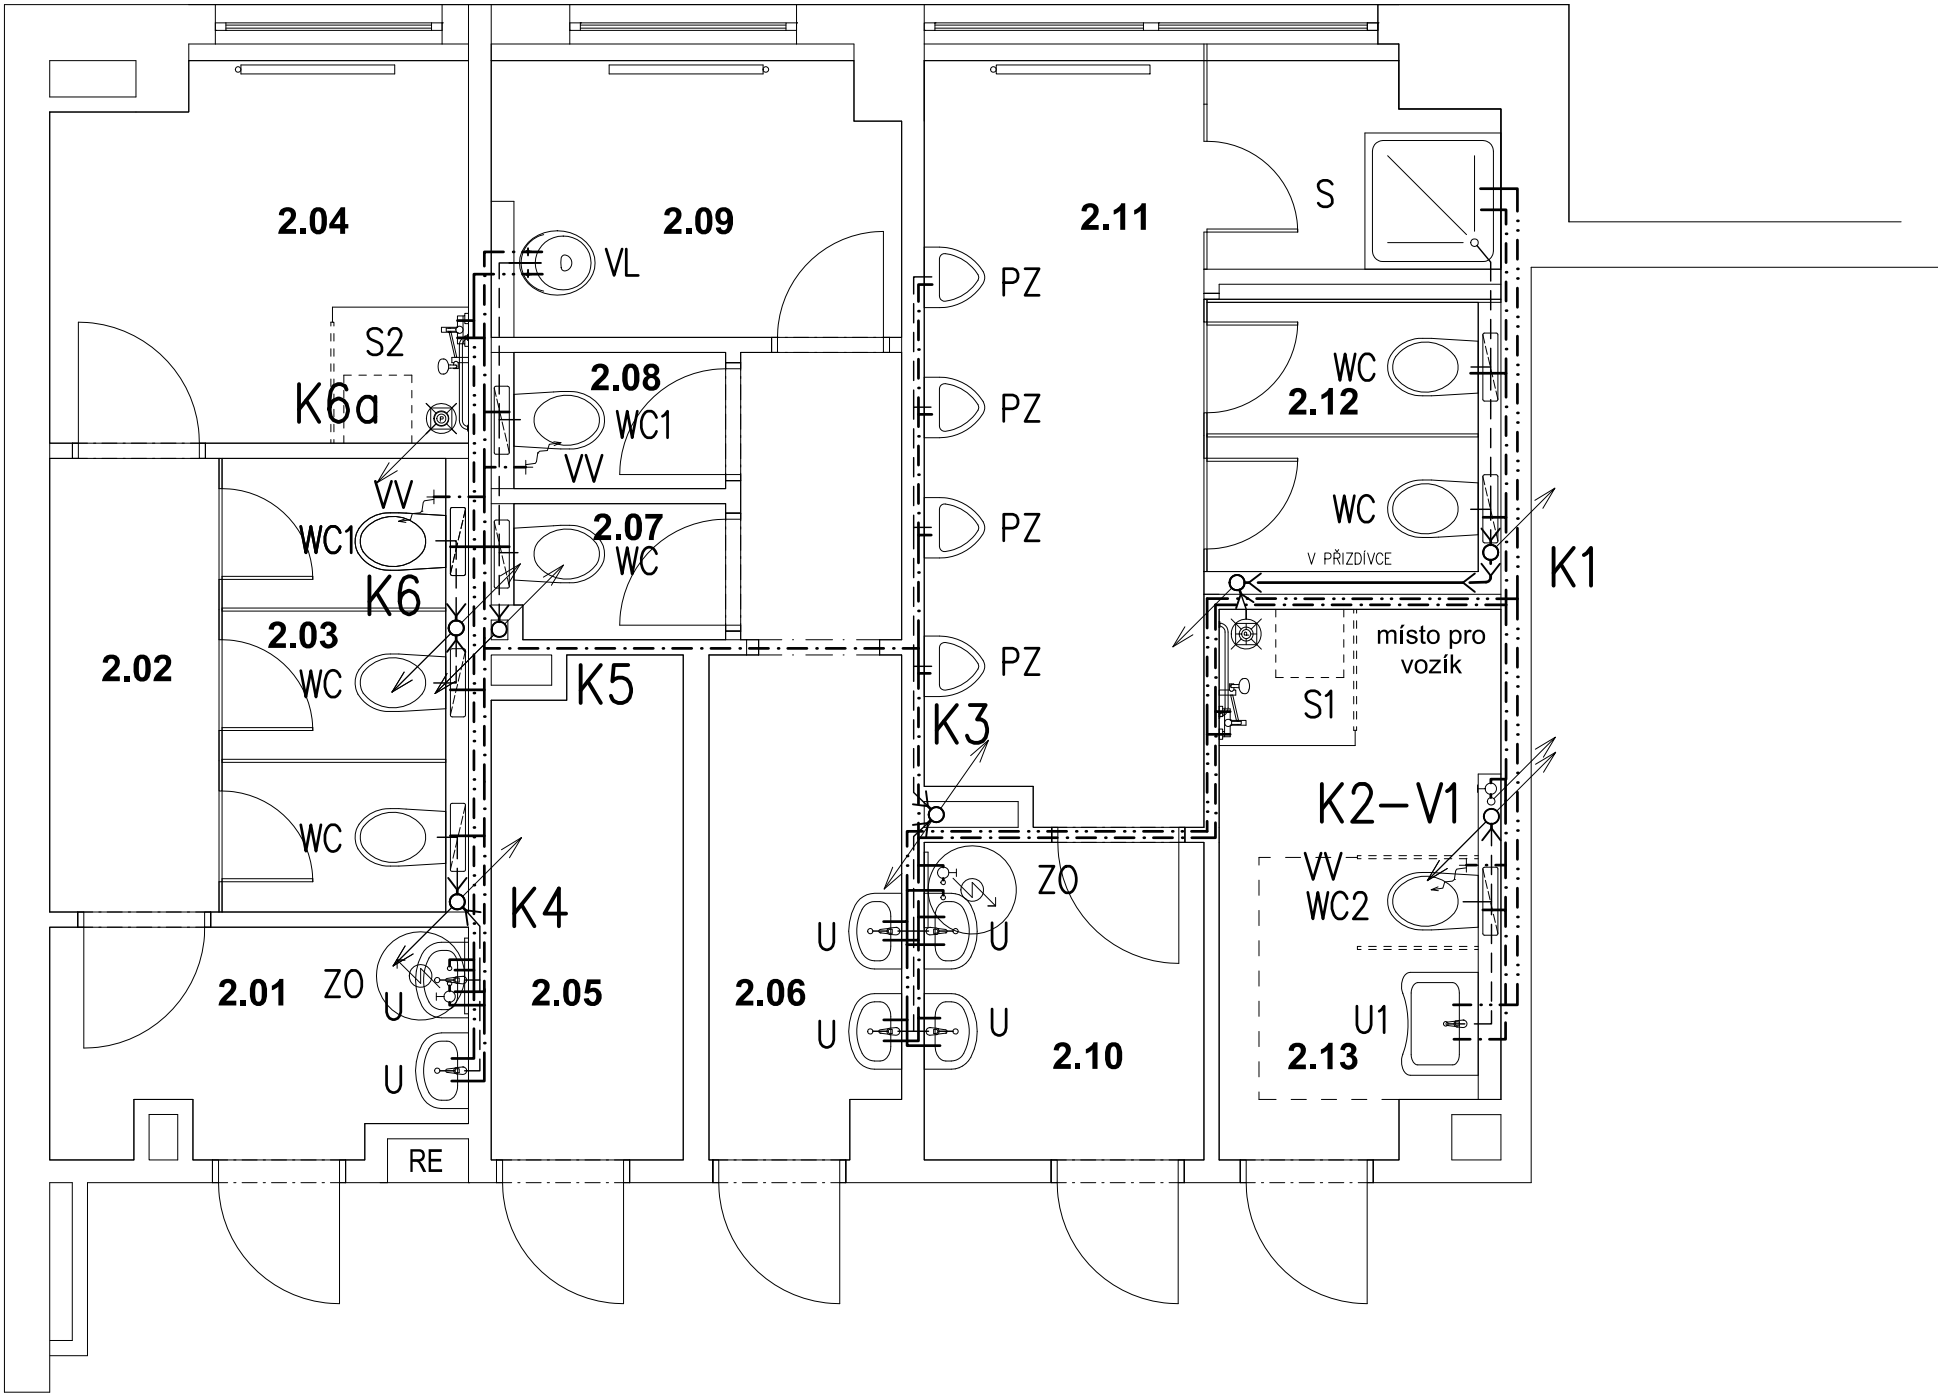 2.04
2.09
2.11
S
VL
PZ
S2
K6a
2.08
WC1
PZ
WC
2.12
VV
VV
WC1
2.07
WC
PZ
WC
V PŘIZDÍVCE
K1
K6
2.03
2.02
WC
K5
PZ
místo pro
vozík
S1
K3
K2-V1
WC
K4
ZO
VV
WC2
U
U
2.01
ZO
U
2.05
2.06
U
U
U1
2.10
2.13
U
RE